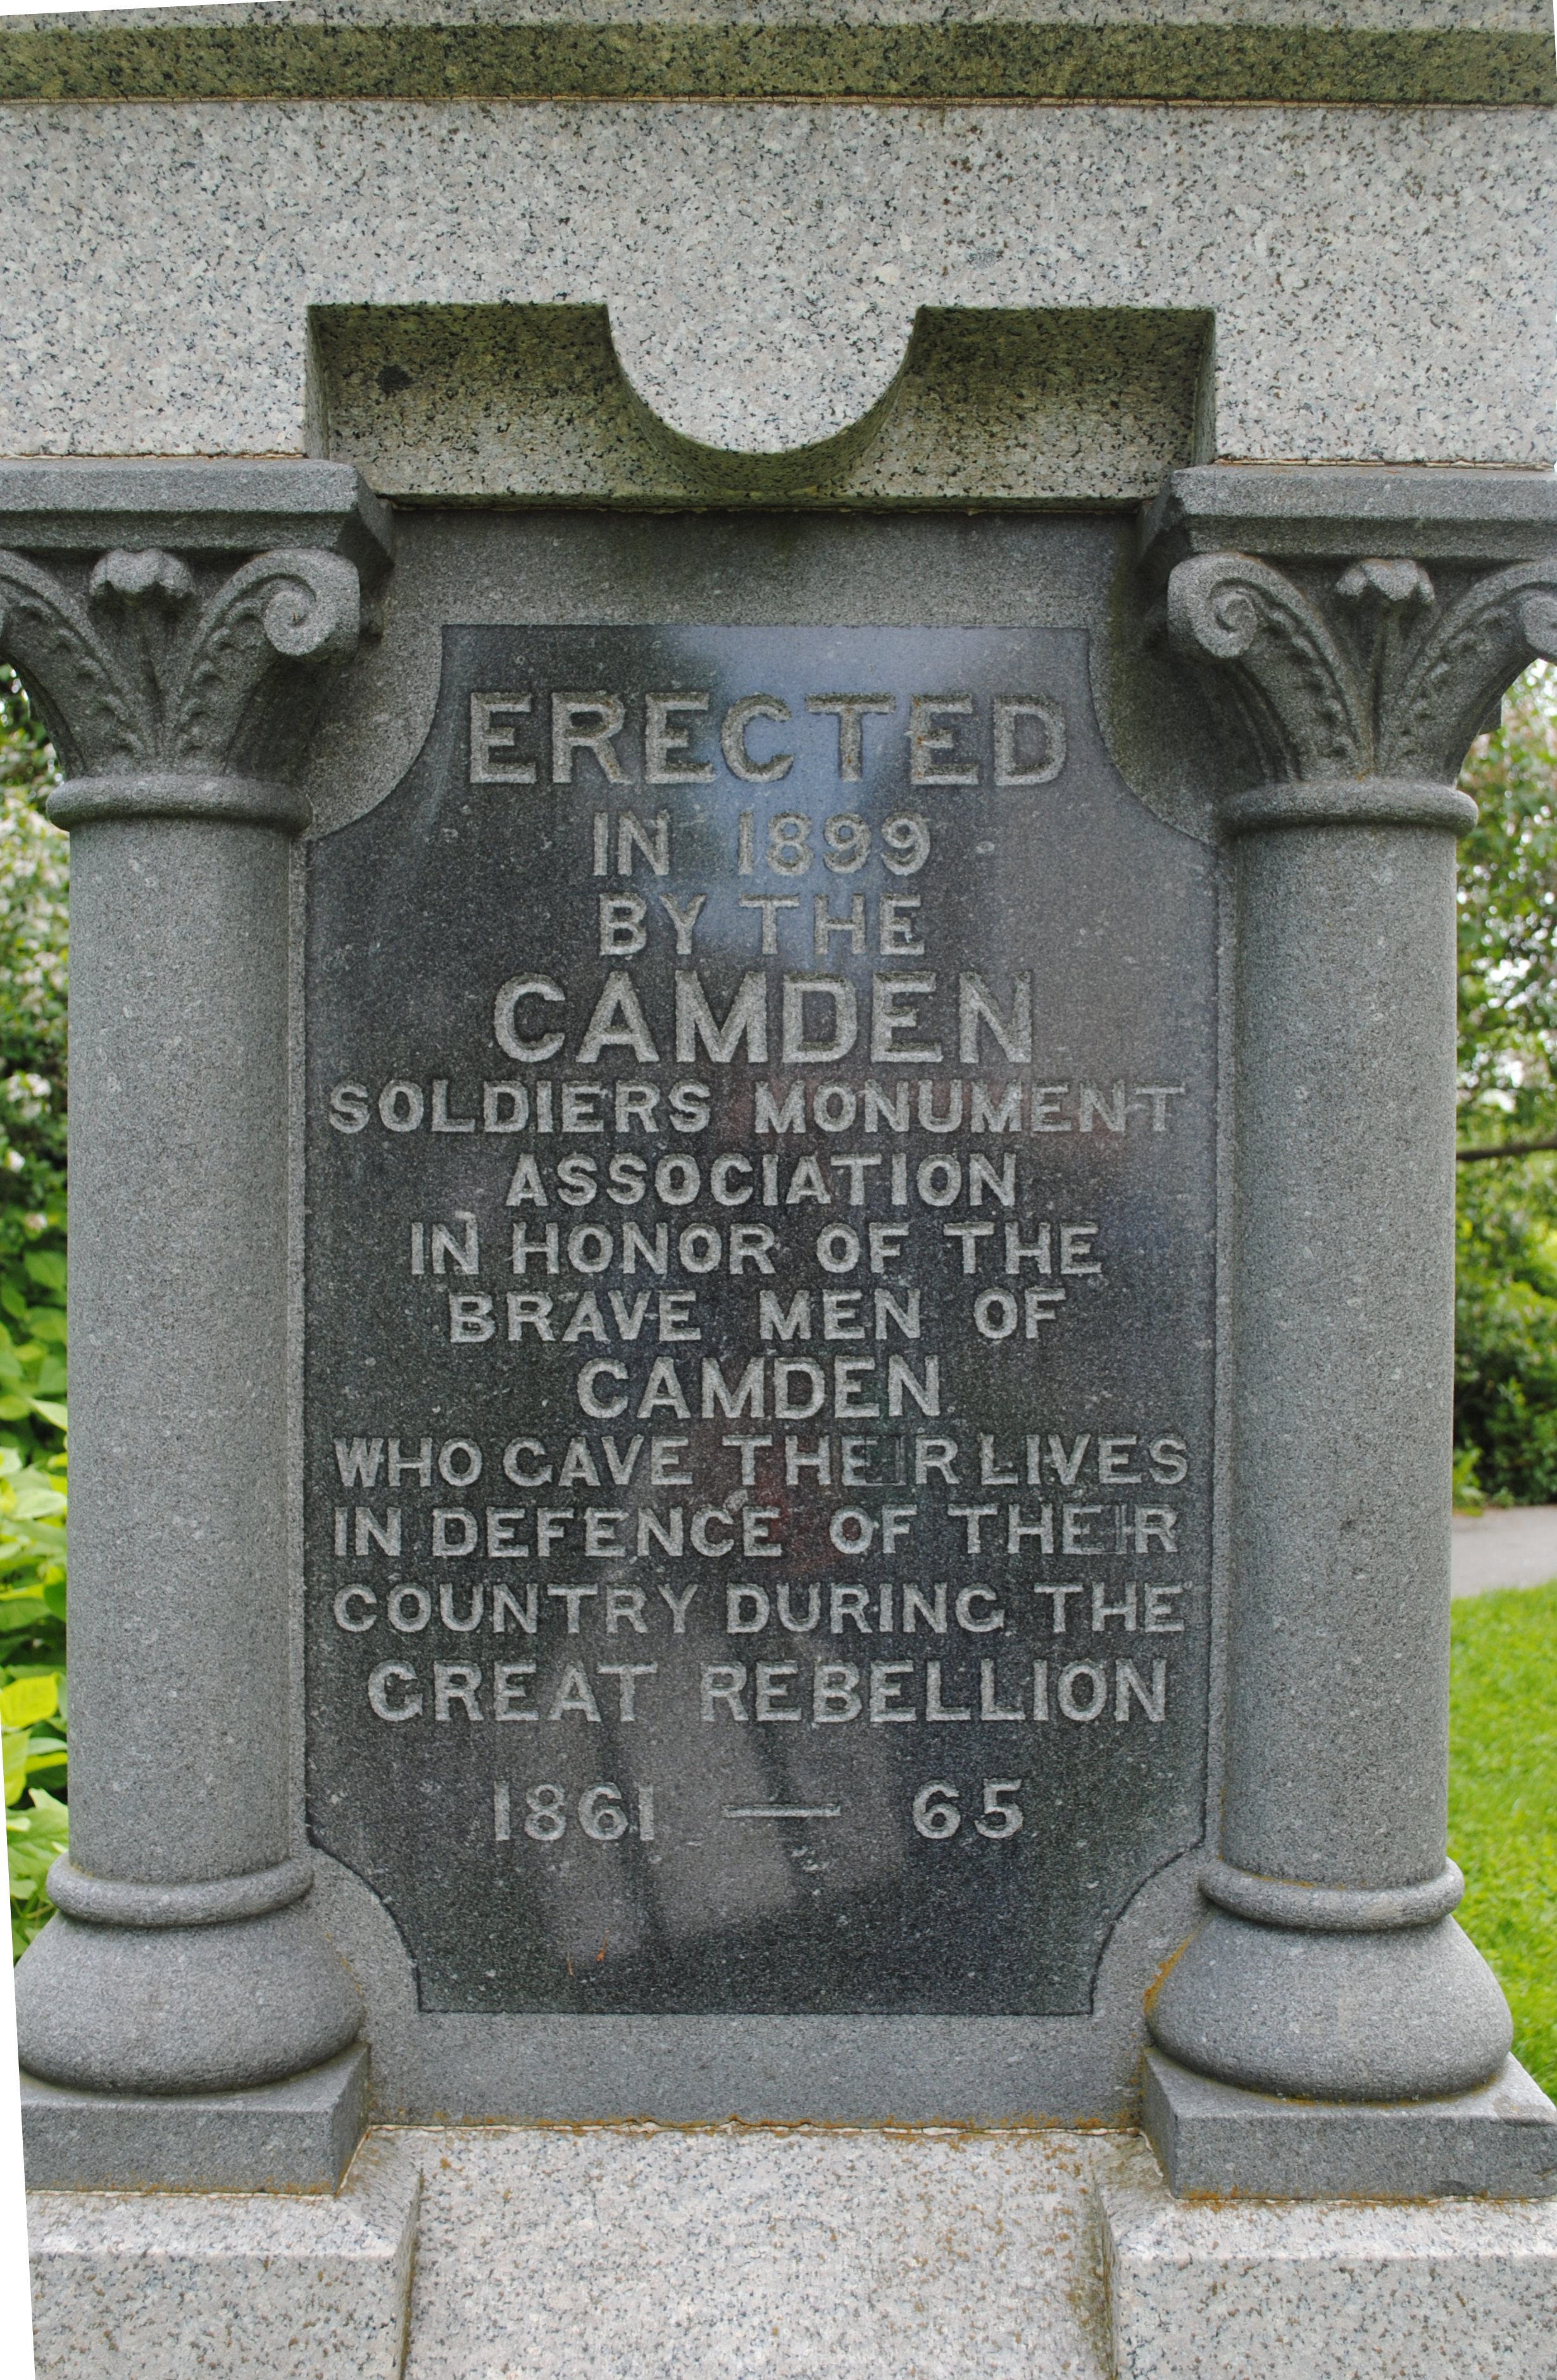 ERECTED
IN 1899
BY THE
CAMDEN
SOLDIERS MONUMENT
ASSOCIATION
IN HONOR OF THE
BRAVE MEN OF
CAMDEN
WHO GAVE THEIR LIVES
IN DEFENCE OF THEIR
COUNTRY DURING THE
GREAT REBELLION
1861 — 65